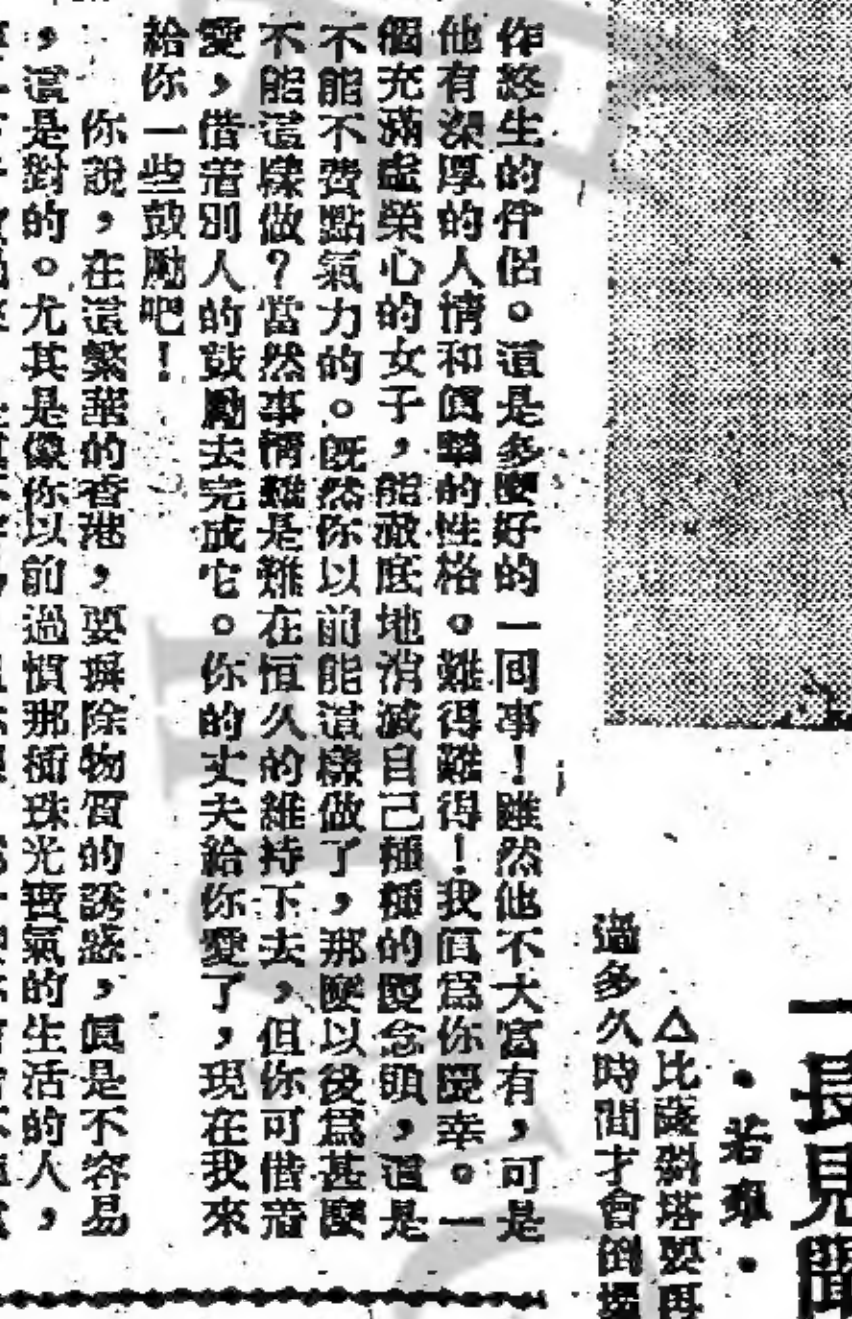 長見聞
・若雅・
△比薩斜塔要再
過多久時間才會倒塌
作終生的伴侶。這是多麼好的一回事!雖然他不大富有,可是
他有深厚的人情和真摯的性格。難得難得!我真爲你慶幸。一
個充滿虛榮心的女子,能澈底地消滅自己種種的慢念頭,這是
不能不費點氣力的。既然你以前能這樣做了,那麼以後爲甚麼
不能這樣做?當然事情難是難在恒久的維持下去,但你可借着
愛,借着別人的鼓勵去完成它。你的丈夫給你愛了,現在我來
給你一些鼓勵吧!
你說,在這繁華的香港,要摒除物質的誘惑,眞是不容易
,這是對的。尤其是像你以前過慣那種珠光寶氣的生活的人,